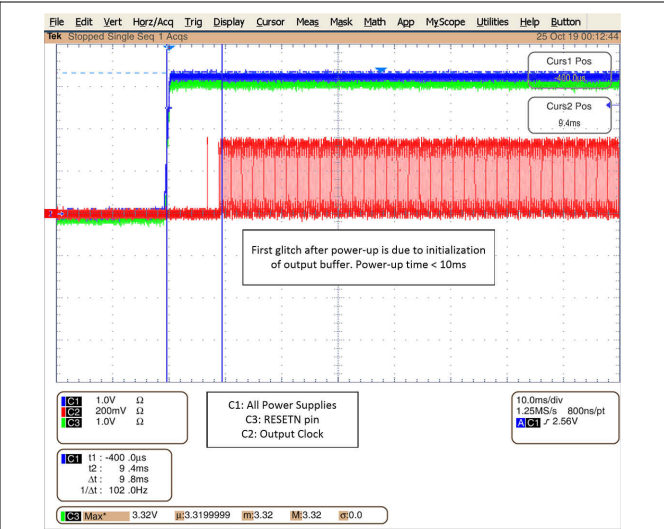 File Edit Vert Horz/Acq Trig Display Cursor Meas Mask Math App MyScope Utilities Help Button
Tek Stopped Single Seq 1 Acqs 25 Oct 19 00:12:44
Curs1 Pos
-400.0µs
Curs2 Pos
9.4ms
2
First glitch after power-up is due to initialization
of output buffer. Power-up time < 10ms
C1 1.0V Ω
C2 200mV Ω
C3 1.0V Ω
C1: All Power Supplies
C3: RESETN pin
C2: Output Clock
10.0ms/div
1.25MS/s 800ns/pt
A C1 / 2.56V
C1 t1: -400 .0µs
t2: 9 .4ms
Δt: 9 .8ms
1/Δt: 102 .0Hz
C3 Max* 3.32V µ:3.3199999 m:3.32 M:3.32 σ:0.0